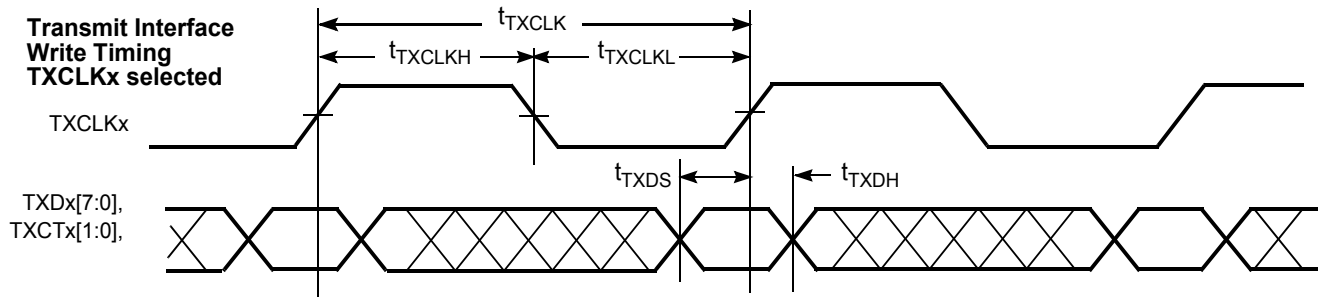 Transmit Interface
Write Timing
TXCLKx selected
tTXCLK
tTXCLKH
tTXCLKL
TXCLKx
tTXDS
tTXDH
TXDx[7:0],
TXCTx[1:0],